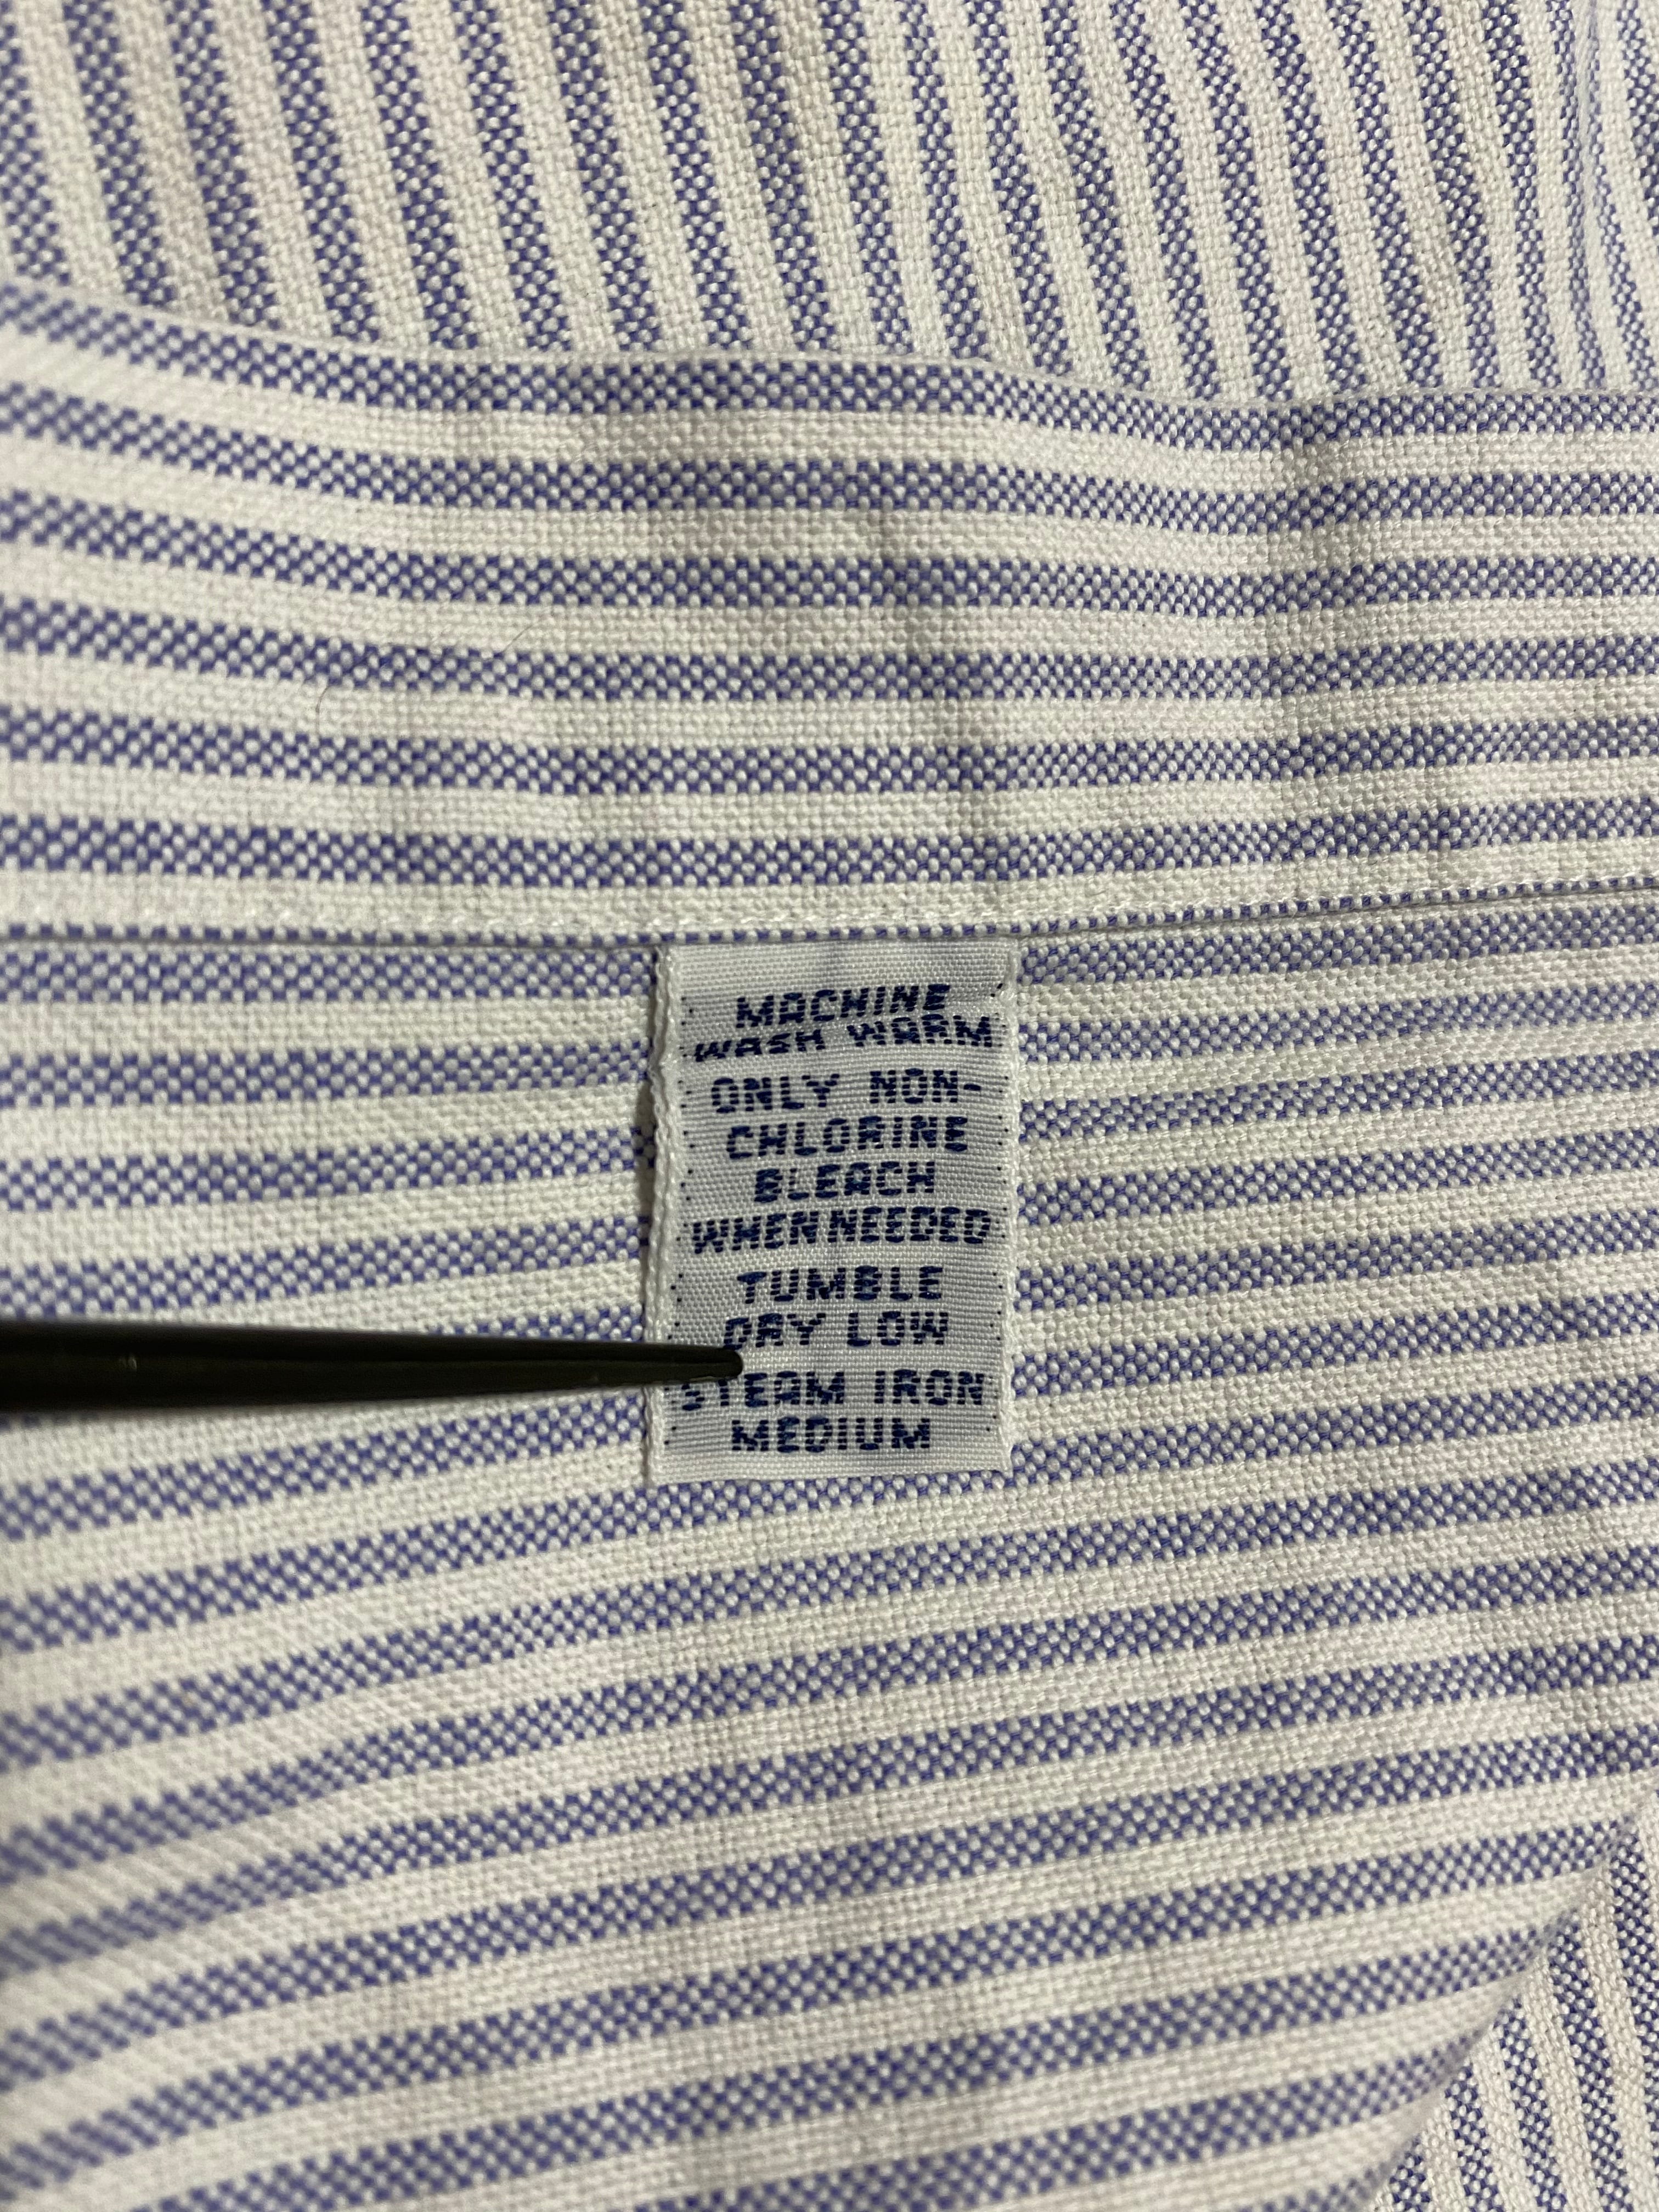 MACHINE
WASH WARM
ONLY NON-
CHLORINE
BLEACH
WHEN NEEDED
TUMBLE
DRY LOW
STEAM IRON
MEDIUM